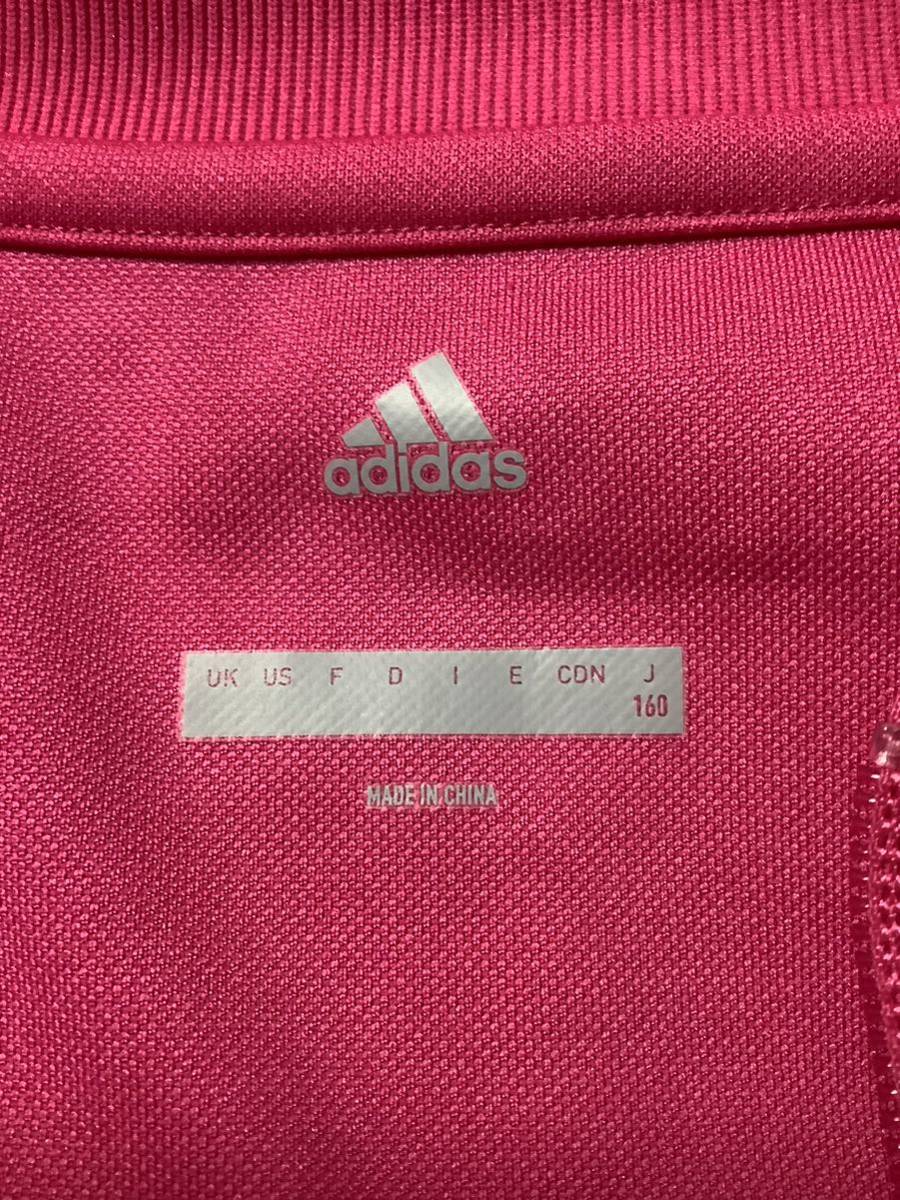 adidas
UK US F D I E CDN J
160
MADE IN CHINA